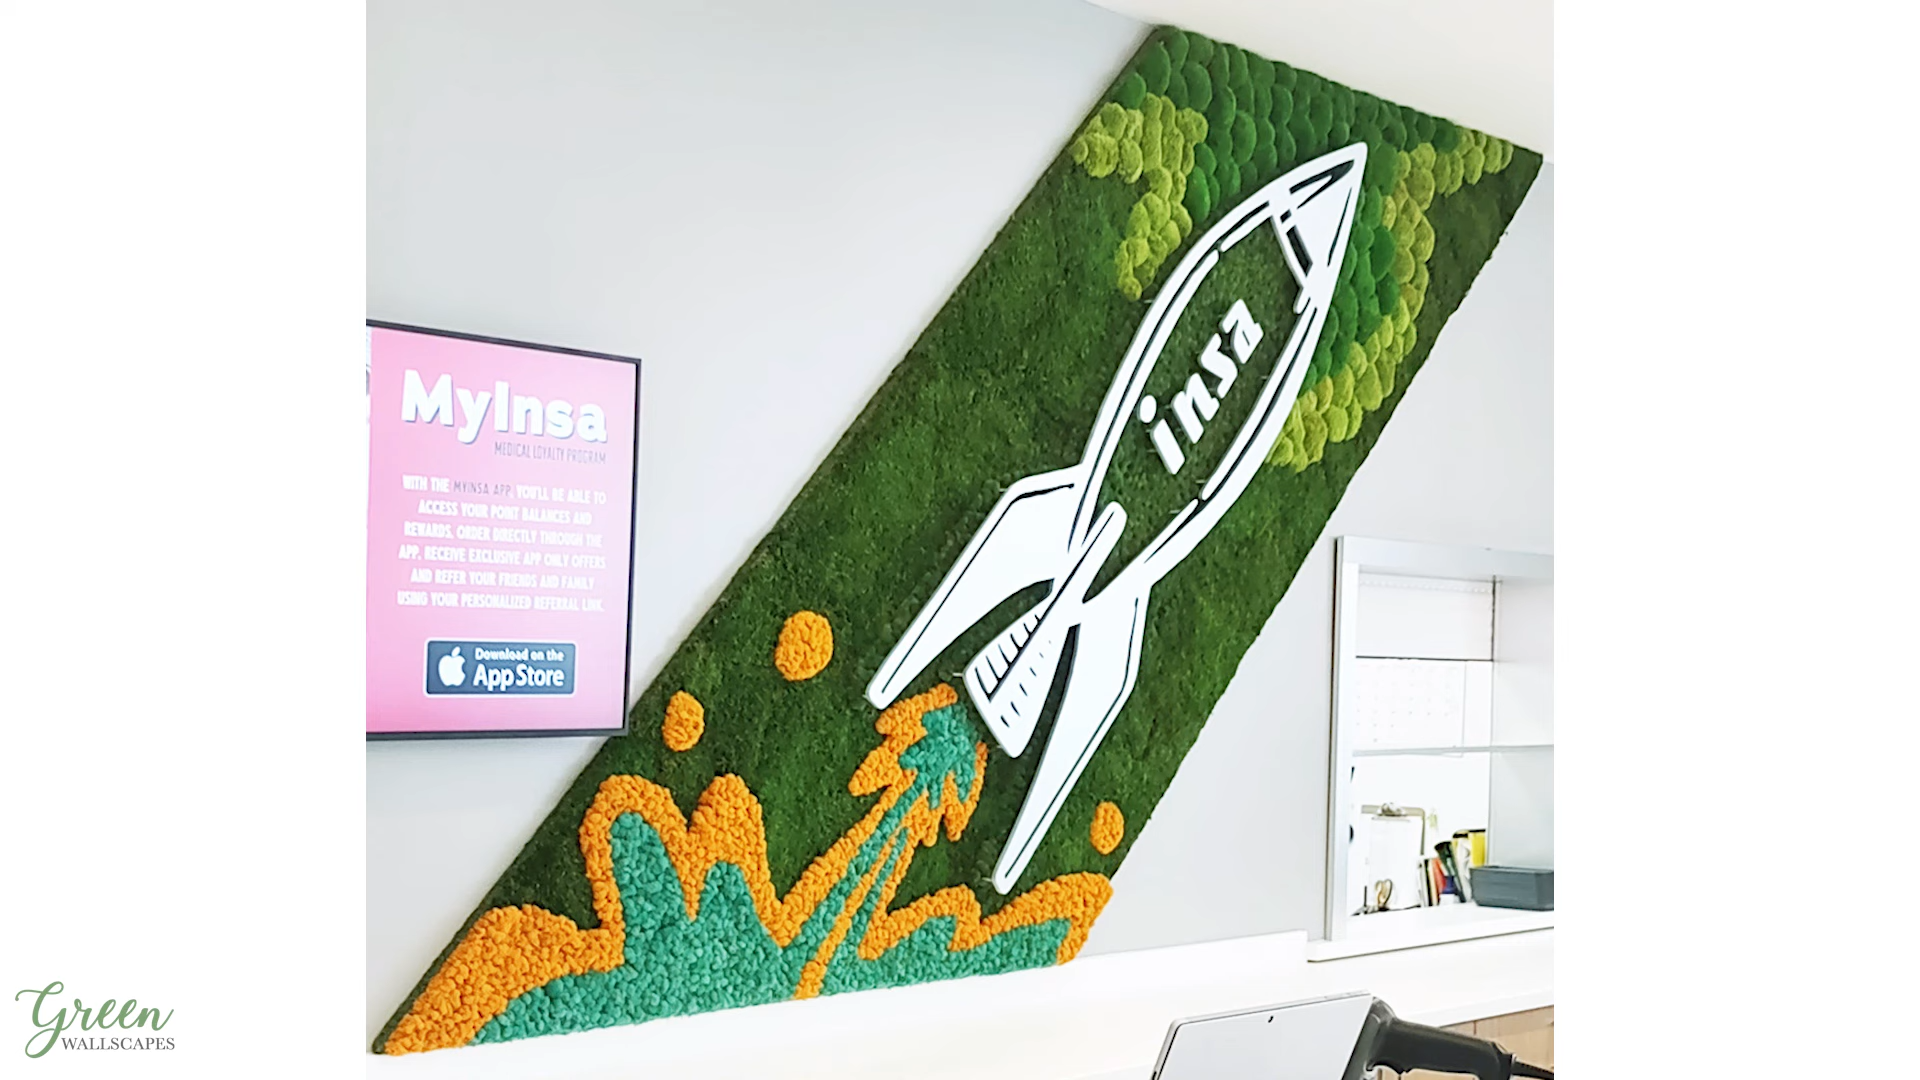 MyInsa
MEDICAL LOYALTY PROGRAM
WITH THE MYINSA APP, YOU'LL BE ABLE TO
ACCESS YOUR POINT BALANCES AND
REWARDS, ORDER DIRECTLY THROUGH THE
APP, RECEIVE EXCLUSIVE APP ONLY OFFERS
AND REFER YOUR FRIENDS AND FAMILY
USING YOUR PERSONALIZED REFERRAL LINK.
Download on the
App Store
insa
Green
WALLSCAPES